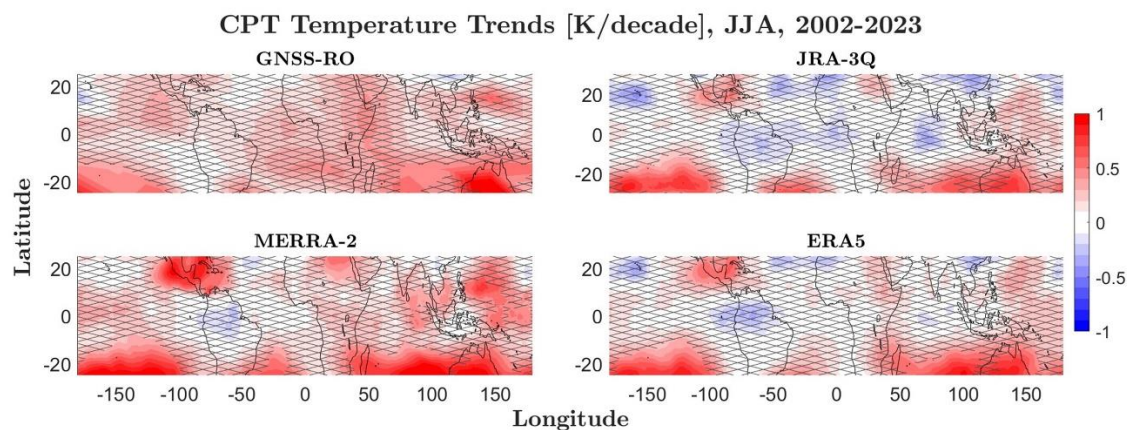 CPT Temperature Trends [K/decade], JJA, 2002-2023
GNSS-RO
JRA-3Q
20
0
-20
20
0
-20
1
0.5
0
-0.5
-1
Latitude
MERRA-2
ERA5
20
0
-20
20
0
-20
-150 -100 -50 0 50 100 150
-150 -100 -50 0 50 100 150
Longitude